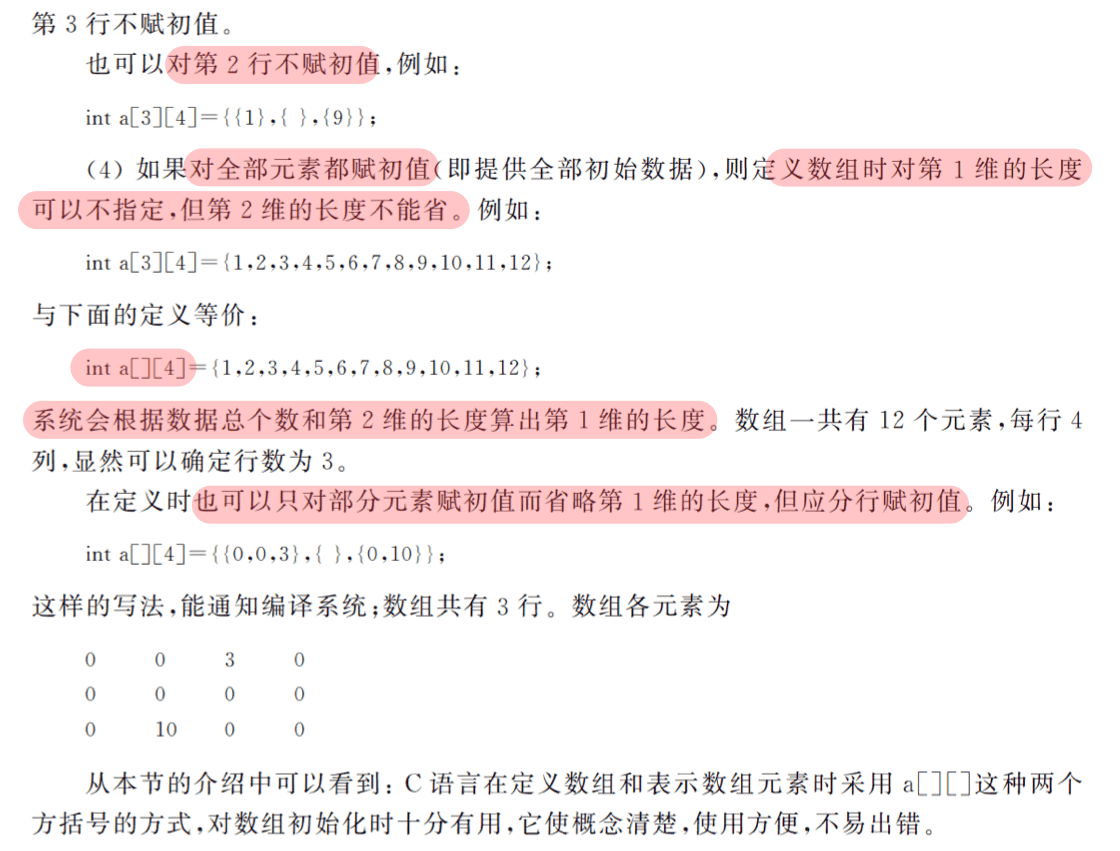 第 3 行不赋初值。
也可以对第 2 行不赋初值,例如:
int a[3][4]={{1},{ },{9}};
(4) 如果对全部元素都赋初值(即提供全部初始数据),则定义数组时对第 1 维的长度
可以不指定,但第 2 维的长度不能省。例如:
int a[3][4]={1,2,3,4,5,6,7,8,9,10,11,12};
与下面的定义等价:
int a[][4]={1,2,3,4,5,6,7,8,9,10,11,12};
系统会根据数据总个数和第 2 维的长度算出第 1 维的长度。数组一共有 12 个元素,每行 4
列,显然可以确定行数为 3。
在定义时也可以只对部分元素赋初值而省略第 1 维的长度,但应分行赋初值。例如:
int a[][4]={{0,0,3},{ },{0,10}};
这样的写法,能通知编译系统;数组共有 3 行。数组各元素为
0 0 3 0
0 0 0 0
0 10 0 0
从本节的介绍中可以看到: C 语言在定义数组和表示数组元素时采用 a[][]这种两个
方括号的方式,对数组初始化时十分有用,它使概念清楚,使用方便,不易出错。